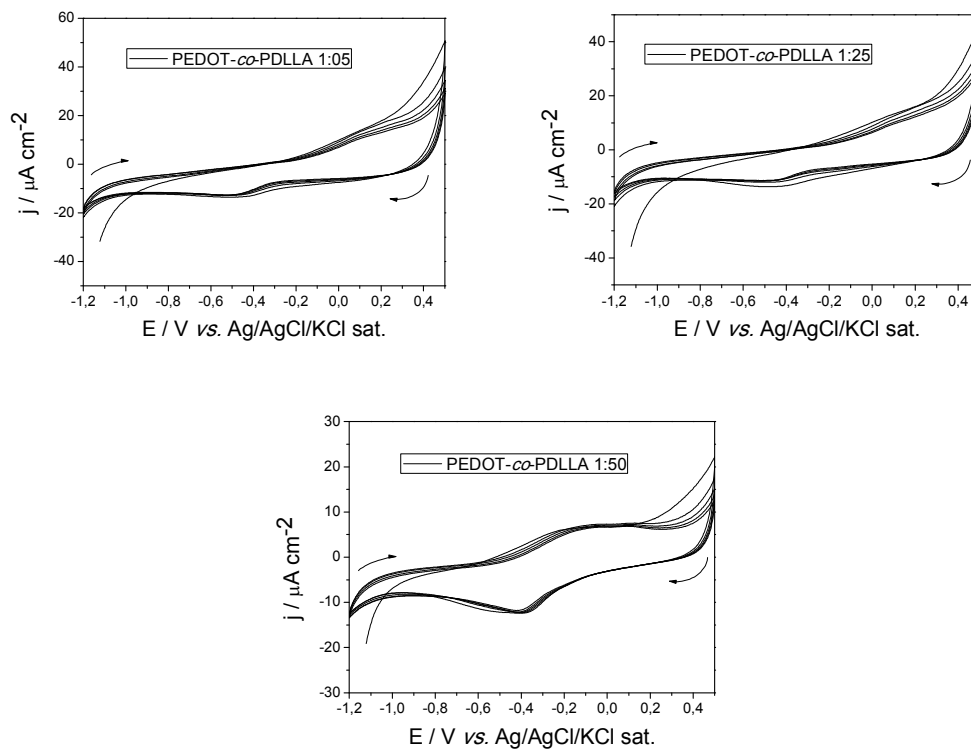 60
40
20
0
-20
-40
j / μA cm-2
PEDOT-co-PDLLA 1:05
-1,2 -1,0 -0,8 -0,6 -0,4 -0,2 0,0 0,2 0,4
E / V vs. Ag/AgCl/KCl sat.
40
20
0
-20
-40
j / μA cm-2
PEDOT-co-PDLLA 1:25
-1,2 -1,0 -0,8 -0,6 -0,4 -0,2 0,0 0,2 0,4
E / V vs. Ag/AgCl/KCl sat.
30
20
10
0
-10
-20
-30
j / μA cm-2
PEDOT-co-PDLLA 1:50
-1,2 -1,0 -0,8 -0,6 -0,4 -0,2 0,0 0,2 0,4
E / V vs. Ag/AgCl/KCl sat.